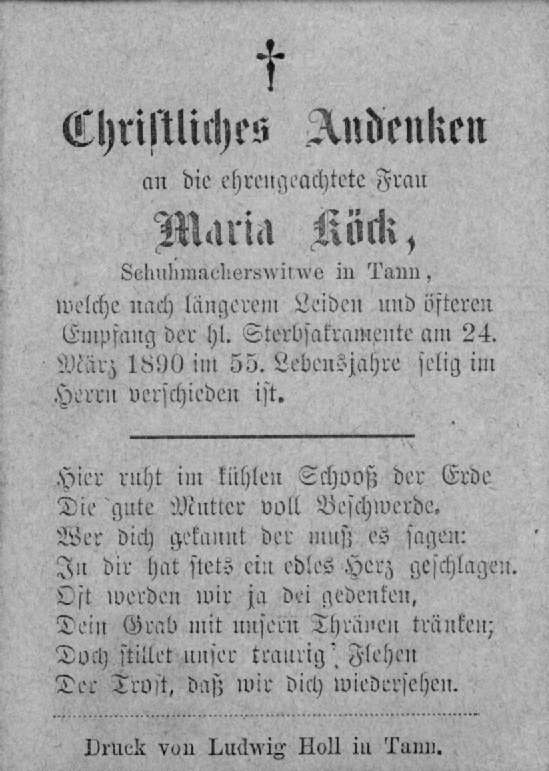 Christliches Andenken
an die ehrengeachtete Frau
Maria Köck,
Schuhmacherswitwe in Tann,
welche nach längerem Leiden und öfteren
Empfang der hl. Sterbsakramente am 24.
März 1890 im 55. Lebensjahre selig im
Herrn verschieden ist.
Hier ruht im kühlen Schooß der Erde
Die gute Mutter voll Beschwerde.
Wer dich gekannt der muß es sagen:
In dir hat stets ein edles Herz geschlagen.
Oft werden wir ja dei gedenken,
Dein Grab mit unsern Thränen tränken;
Doch stillet unser traurig Flehen
Der Trost, daß wir dich wiedersehen.
Druck von Ludwig Holl in Tann.